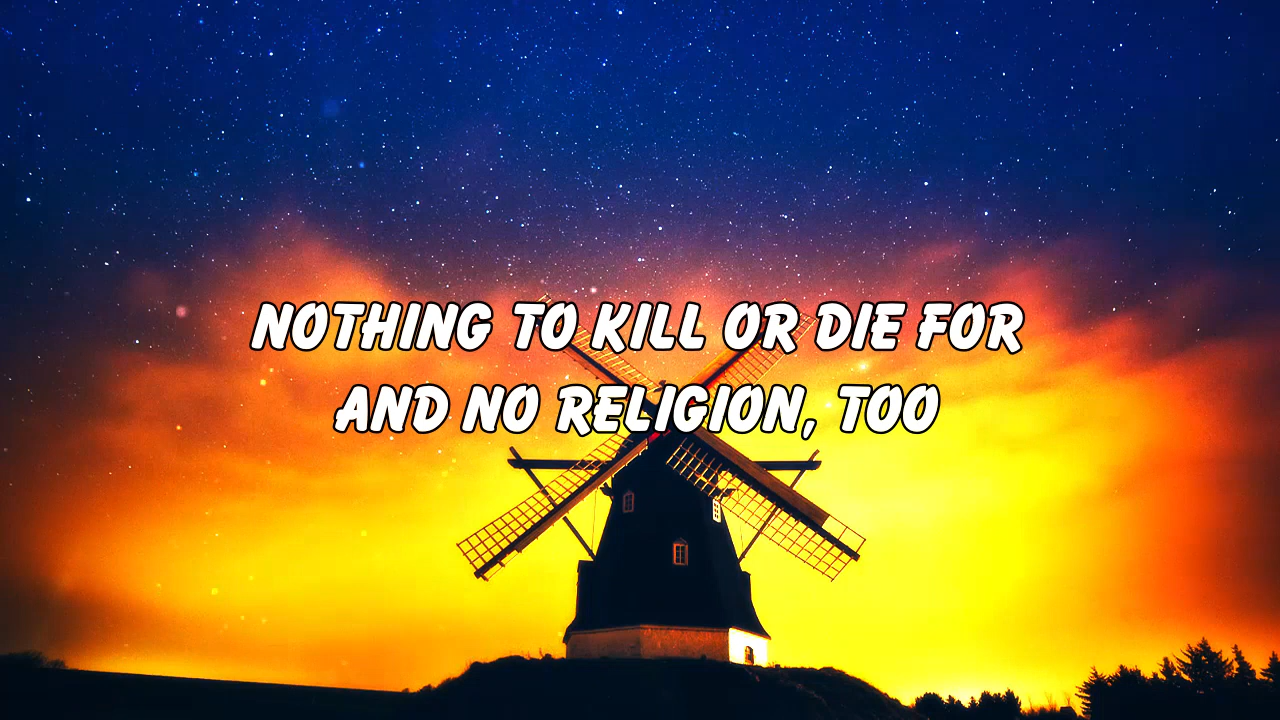 NOTHING TO KILL OR DIE FOR
AND NO RELIGION, TOO